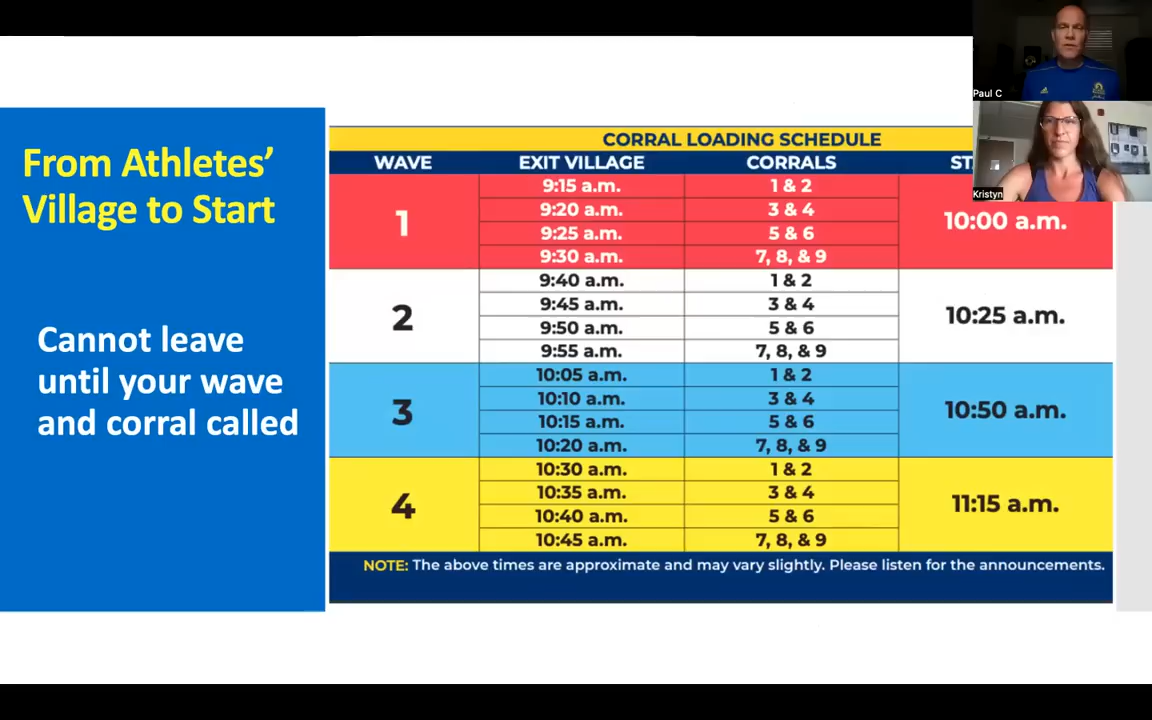 Paul C
Kristyn
From Athletes'
Village to Start
Cannot leave
until your wave
and corral called
CORRAL LOADING SCHEDULE
WAVE EXIT VILLAGE CORRALS
1 10:00 a.m.
9:15 a.m. 1 & 2
9:20 a.m. 3 & 4
9:25 a.m. 5 & 6
9:30 a.m. 7, 8, & 9
2 10:25 a.m.
9:40 a.m. 1 & 2
9:45 a.m. 3 & 4
9:50 a.m. 5 & 6
9:55 a.m. 7, 8, & 9
3 10:50 a.m.
10:05 a.m. 1 & 2
10:10 a.m. 3 & 4
10:15 a.m. 5 & 6
10:20 a.m. 7, 8, & 9
4 11:15 a.m.
10:30 a.m. 1 & 2
10:35 a.m. 3 & 4
10:40 a.m. 5 & 6
10:45 a.m. 7, 8, & 9
NOTE: The above times are approximate and may vary slightly. Please listen for the announcements.